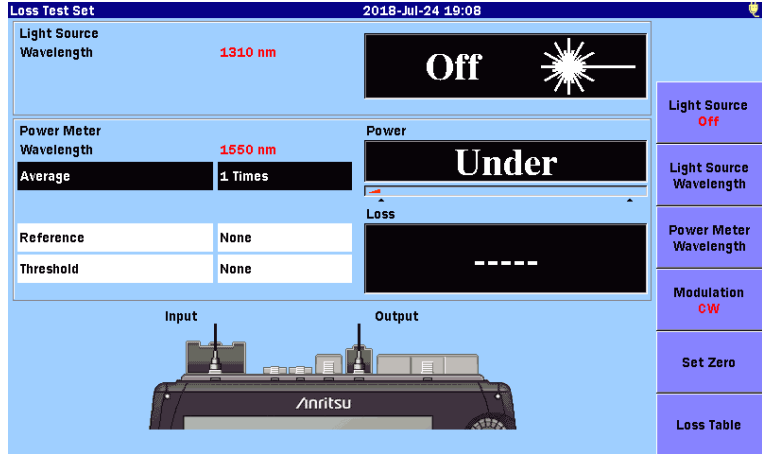 Loss Test Set 2018-Jul-24 19:08
Light Source
Wavelength 1310 nm
Off
Power Meter
Wavelength 1550 nm
Average 1 Times
Reference None
Threshold None
Power
Under
Loss
-----
Input Output
Anritsu
Light Source
Off
Light Source
Wavelength
Power Meter
Wavelength
Modulation
CW
Set Zero
Loss Table